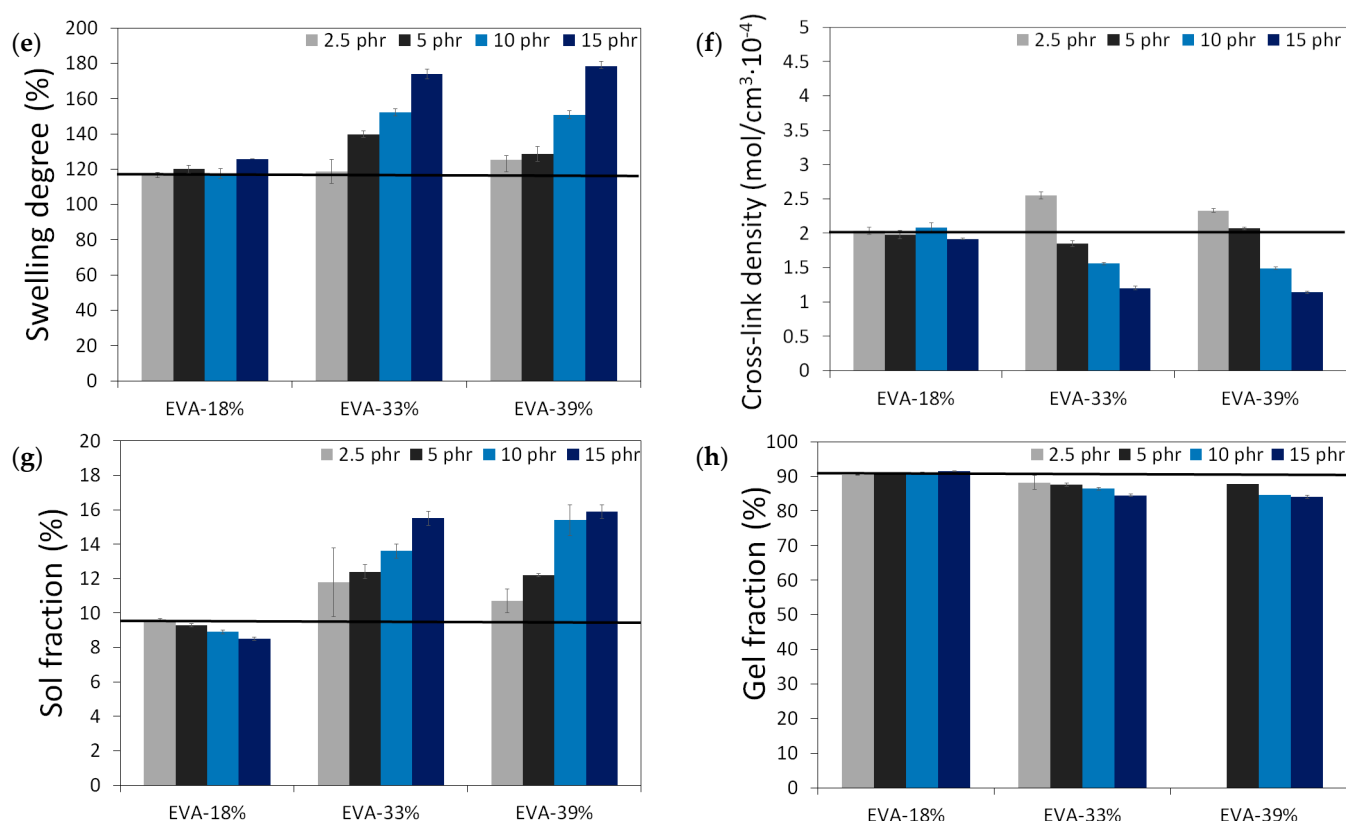 (e)
2.5 phr 5 phr 10 phr 15 phr
Swelling degree (%)
200
180
160
140
120
100
80
60
40
20
0
EVA-18% EVA-33% EVA-39%
(f)
2.5 phr 5 phr 10 phr 15 phr
Cross-link density (mol/cm³·10⁻⁴)
5
4.5
4
3.5
3
2.5
2
1.5
1
0.5
0
EVA-18% EVA-33% EVA-39%
(g)
2.5 phr 5 phr 10 phr 15 phr
Sol fraction (%)
20
18
16
14
12
10
8
6
4
2
0
EVA-18% EVA-33% EVA-39%
(h)
2.5 phr 5 phr 10 phr 15 phr
Gel fraction (%)
100
90
80
70
60
50
40
30
20
10
0
EVA-18% EVA-33% EVA-39%